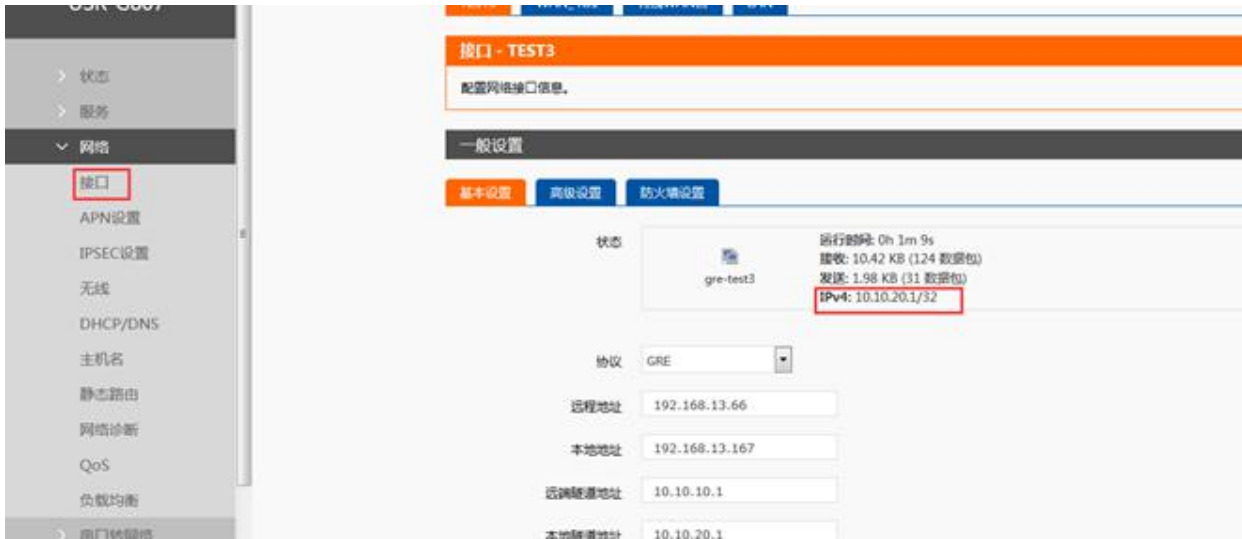 状态
服务
网络
接口
APN设置
IPSEC设置
无线
DHCP/DNS
主机名
静态路由
网络诊断
QoS
负载均衡
接口 - TEST3
配置网络接口信息。
一般设置
基本设置 高级设置 防火墙设置
状态
gre-test3
运行时间: 0h 1m 9s
接收: 10.42 KB (124 数据包)
发送: 1.98 KB (31 数据包)
IPv4: 10.10.20.1/32
协议 GRE
远程地址 192.168.13.66
本地地址 192.168.13.167
远端隧道地址 10.10.10.1
本地隧道地址 10.10.20.1